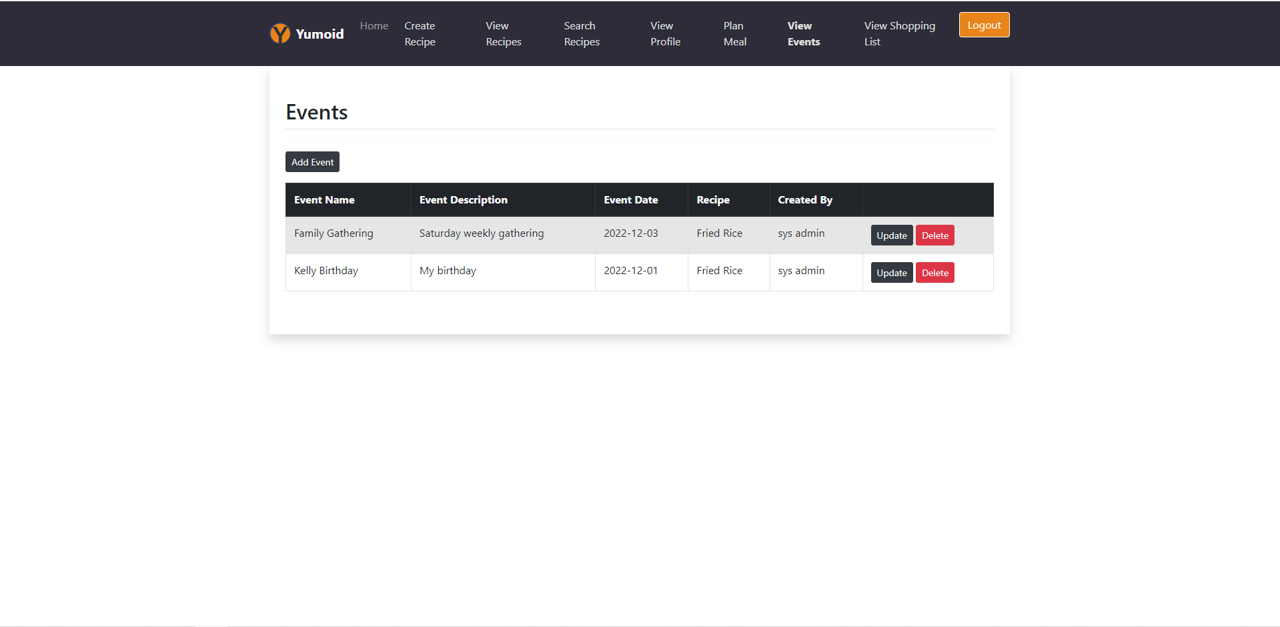 Yumoid Home Create Recipe View Recipes Search Recipes View Profile Plan Meal View Events View Shopping List Logout
Events
Add Event
Event Name Event Description Event Date Recipe Created By
Family Gathering Saturday weekly gathering 2022-12-03 Fried Rice sys admin Update Delete
Kelly Birthday My birthday 2022-12-01 Fried Rice sys admin Update Delete